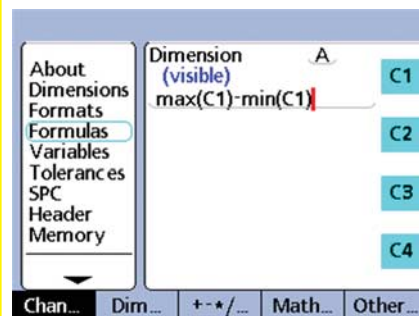 About
Dimensions
Formats
Formulas
Variables
Tolerances
SPC
Header
Memory
Dimension A
(visible)
max(C1)-min(C1)
C1
C2
C3
C4
Chan... Dim... +-*/... Math... Other...